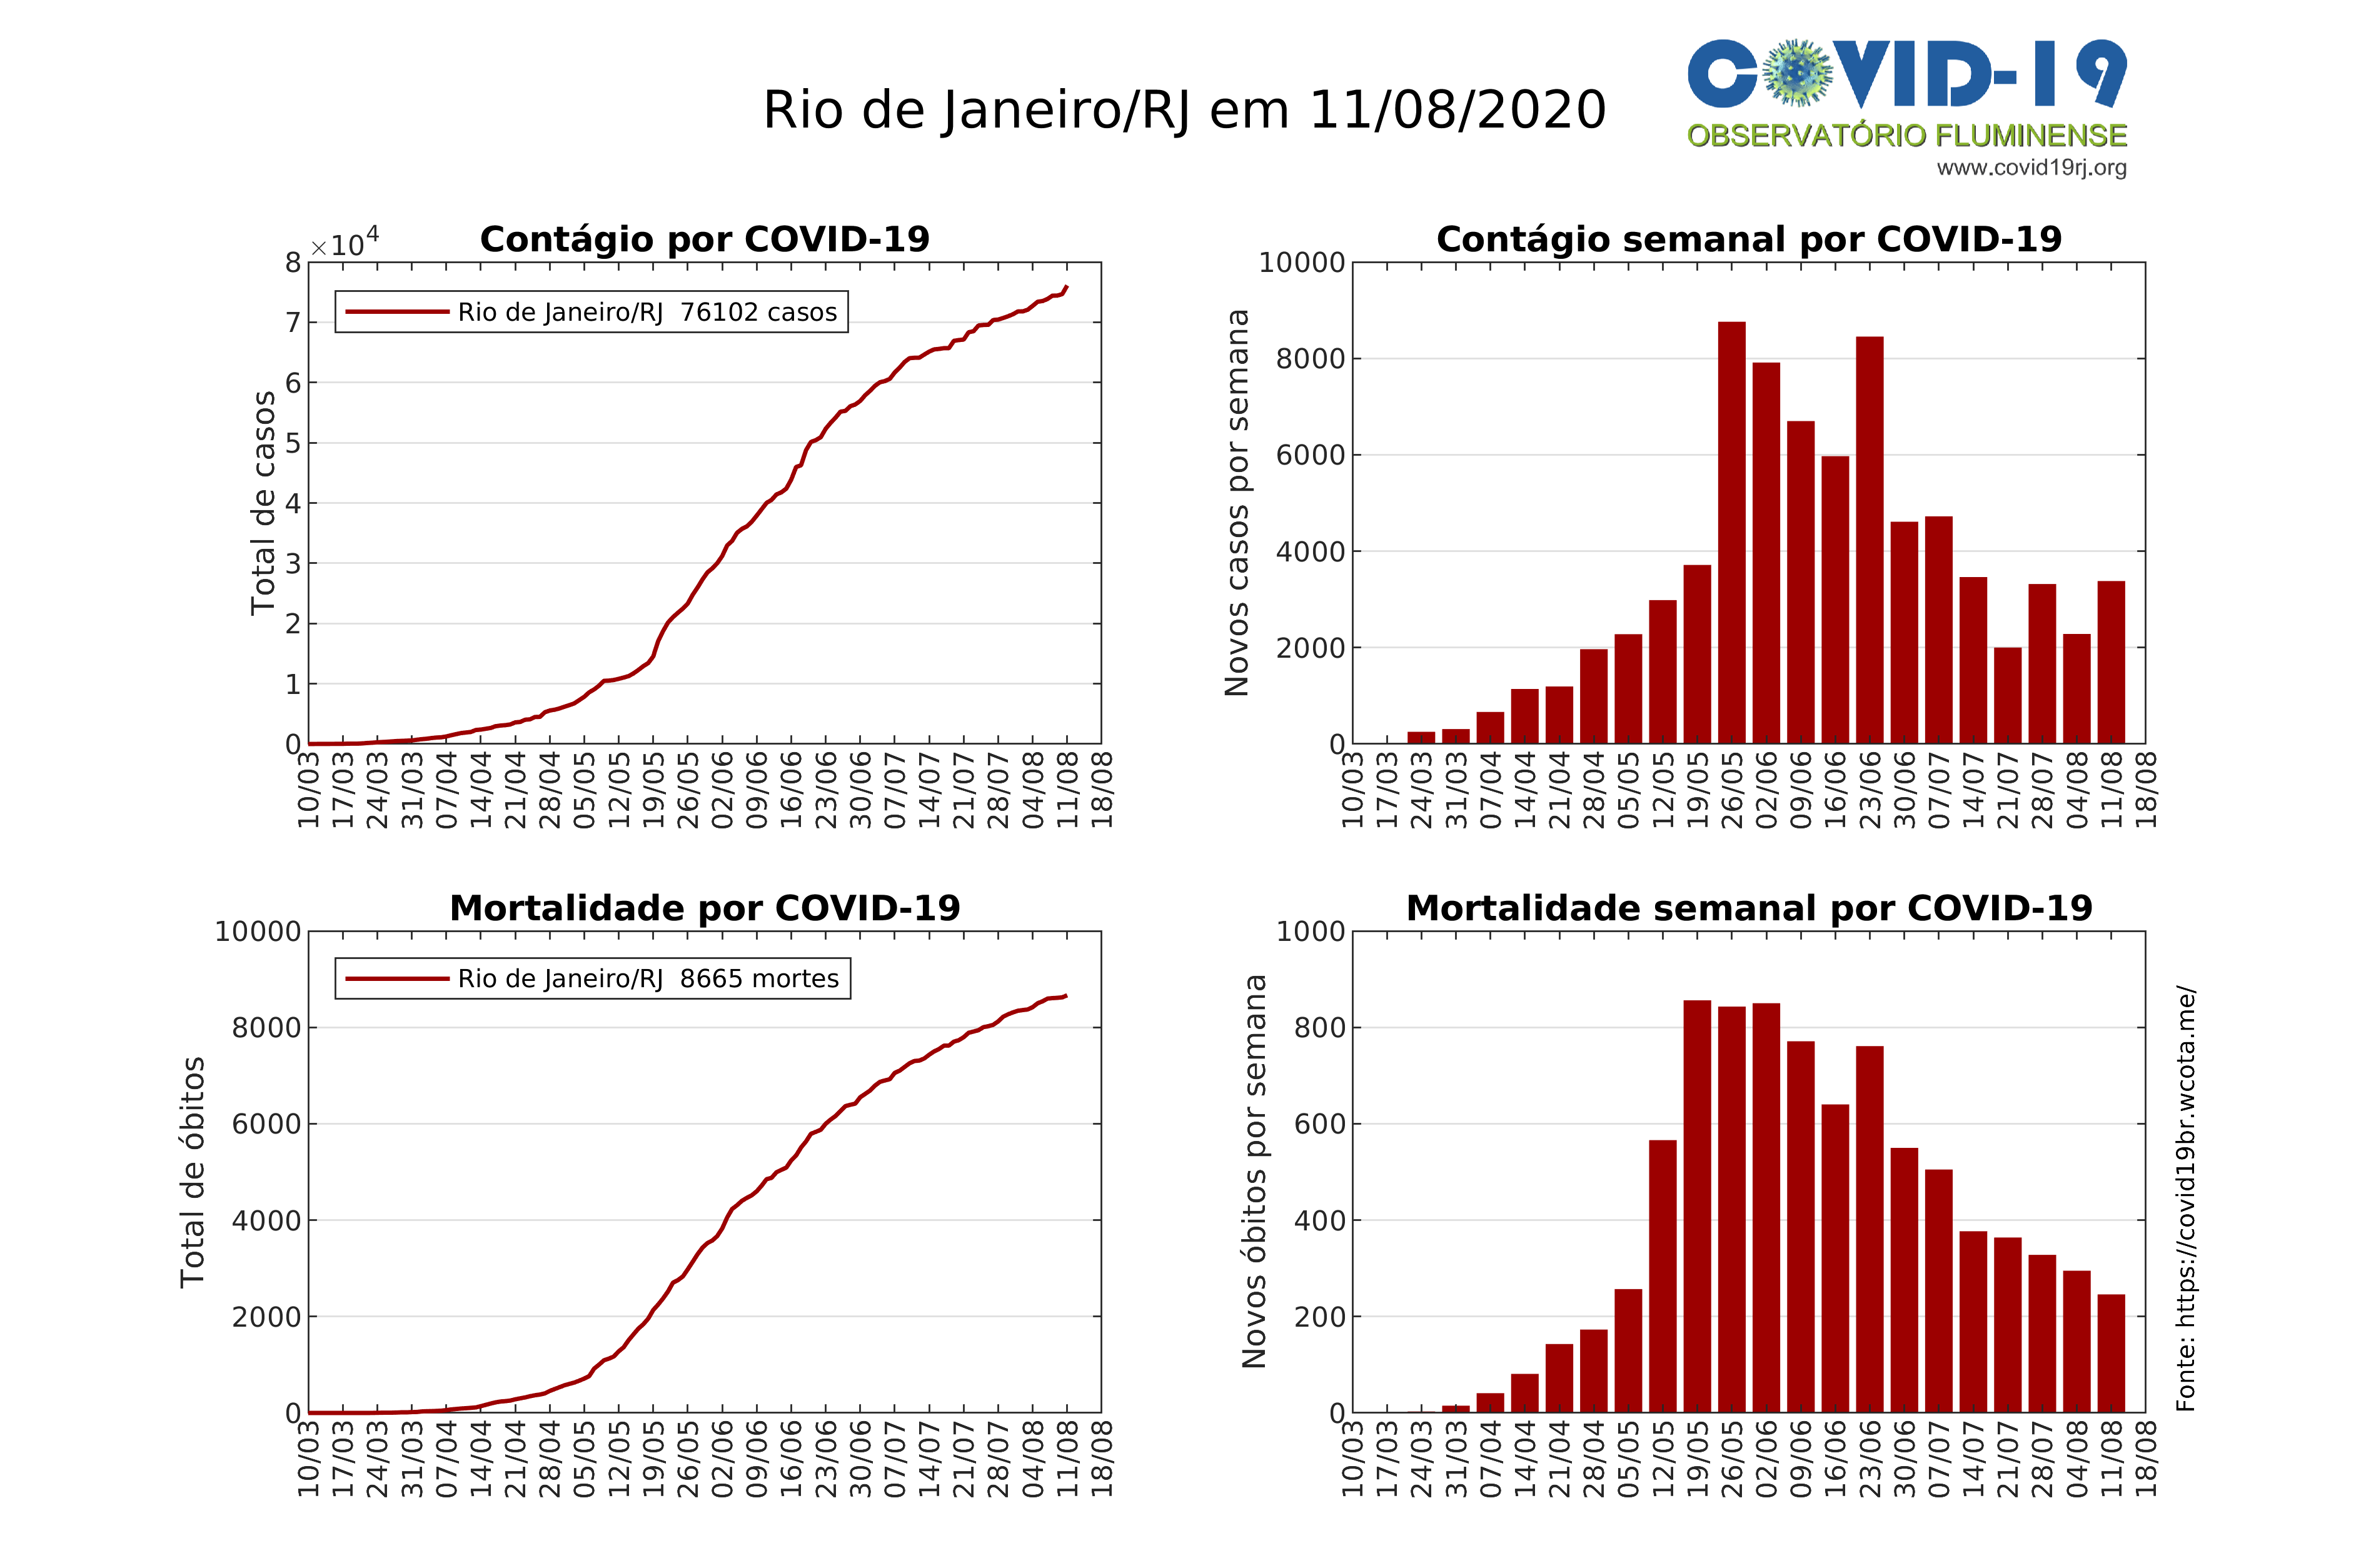 Rio de Janeiro/RJ em 11/08/2020
COVID-19
OBSERVATÓRIO FLUMINENSE
www.covid19rj.org
Contágio por COVID-19
×10⁴
Total de casos
8
7
6
5
4
3
2
1
0
Rio de Janeiro/RJ 76102 casos
10/03 17/03 24/03 31/03 07/04 14/04 21/04 28/04 05/05 12/05 19/05 26/05 02/06 09/06 16/06 23/06 30/06 07/07 14/07 21/07 28/07 04/08 11/08 18/08
Contágio semanal por COVID-19
Novos casos por semana
10000
8000
6000
4000
2000
0
10/03 17/03 24/03 31/03 07/04 14/04 21/04 28/04 05/05 12/05 19/05 26/05 02/06 09/06 16/06 23/06 30/06 07/07 14/07 21/07 28/07 04/08 11/08 18/08
Mortalidade por COVID-19
Total de óbitos
10000
8000
6000
4000
2000
0
Rio de Janeiro/RJ 8665 mortes
10/03 17/03 24/03 31/03 07/04 14/04 21/04 28/04 05/05 12/05 19/05 26/05 02/06 09/06 16/06 23/06 30/06 07/07 14/07 21/07 28/07 04/08 11/08 18/08
Mortalidade semanal por COVID-19
Novos óbitos por semana
1000
800
600
400
200
0
10/03 17/03 24/03 31/03 07/04 14/04 21/04 28/04 05/05 12/05 19/05 26/05 02/06 09/06 16/06 23/06 30/06 07/07 14/07 21/07 28/07 04/08 11/08 18/08
Fonte: https://covid19br.wcota.me/